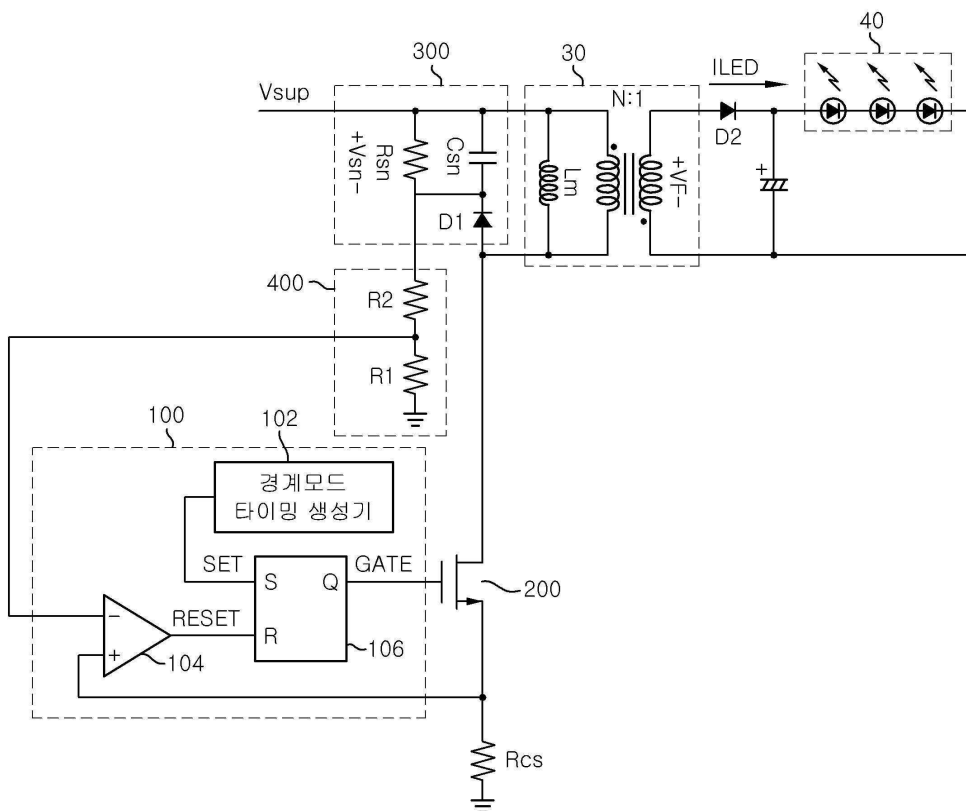 300
30
40
ILED
N:1
Vsup
+Vsn-
Rsn
Csn
Lm
+VF-
D2
+
D1
400
R2
R1
100
102
경계모드
타이밍 생성기
SET
S
Q
GATE
200
RESET
R
106
-
+
104
Rcs